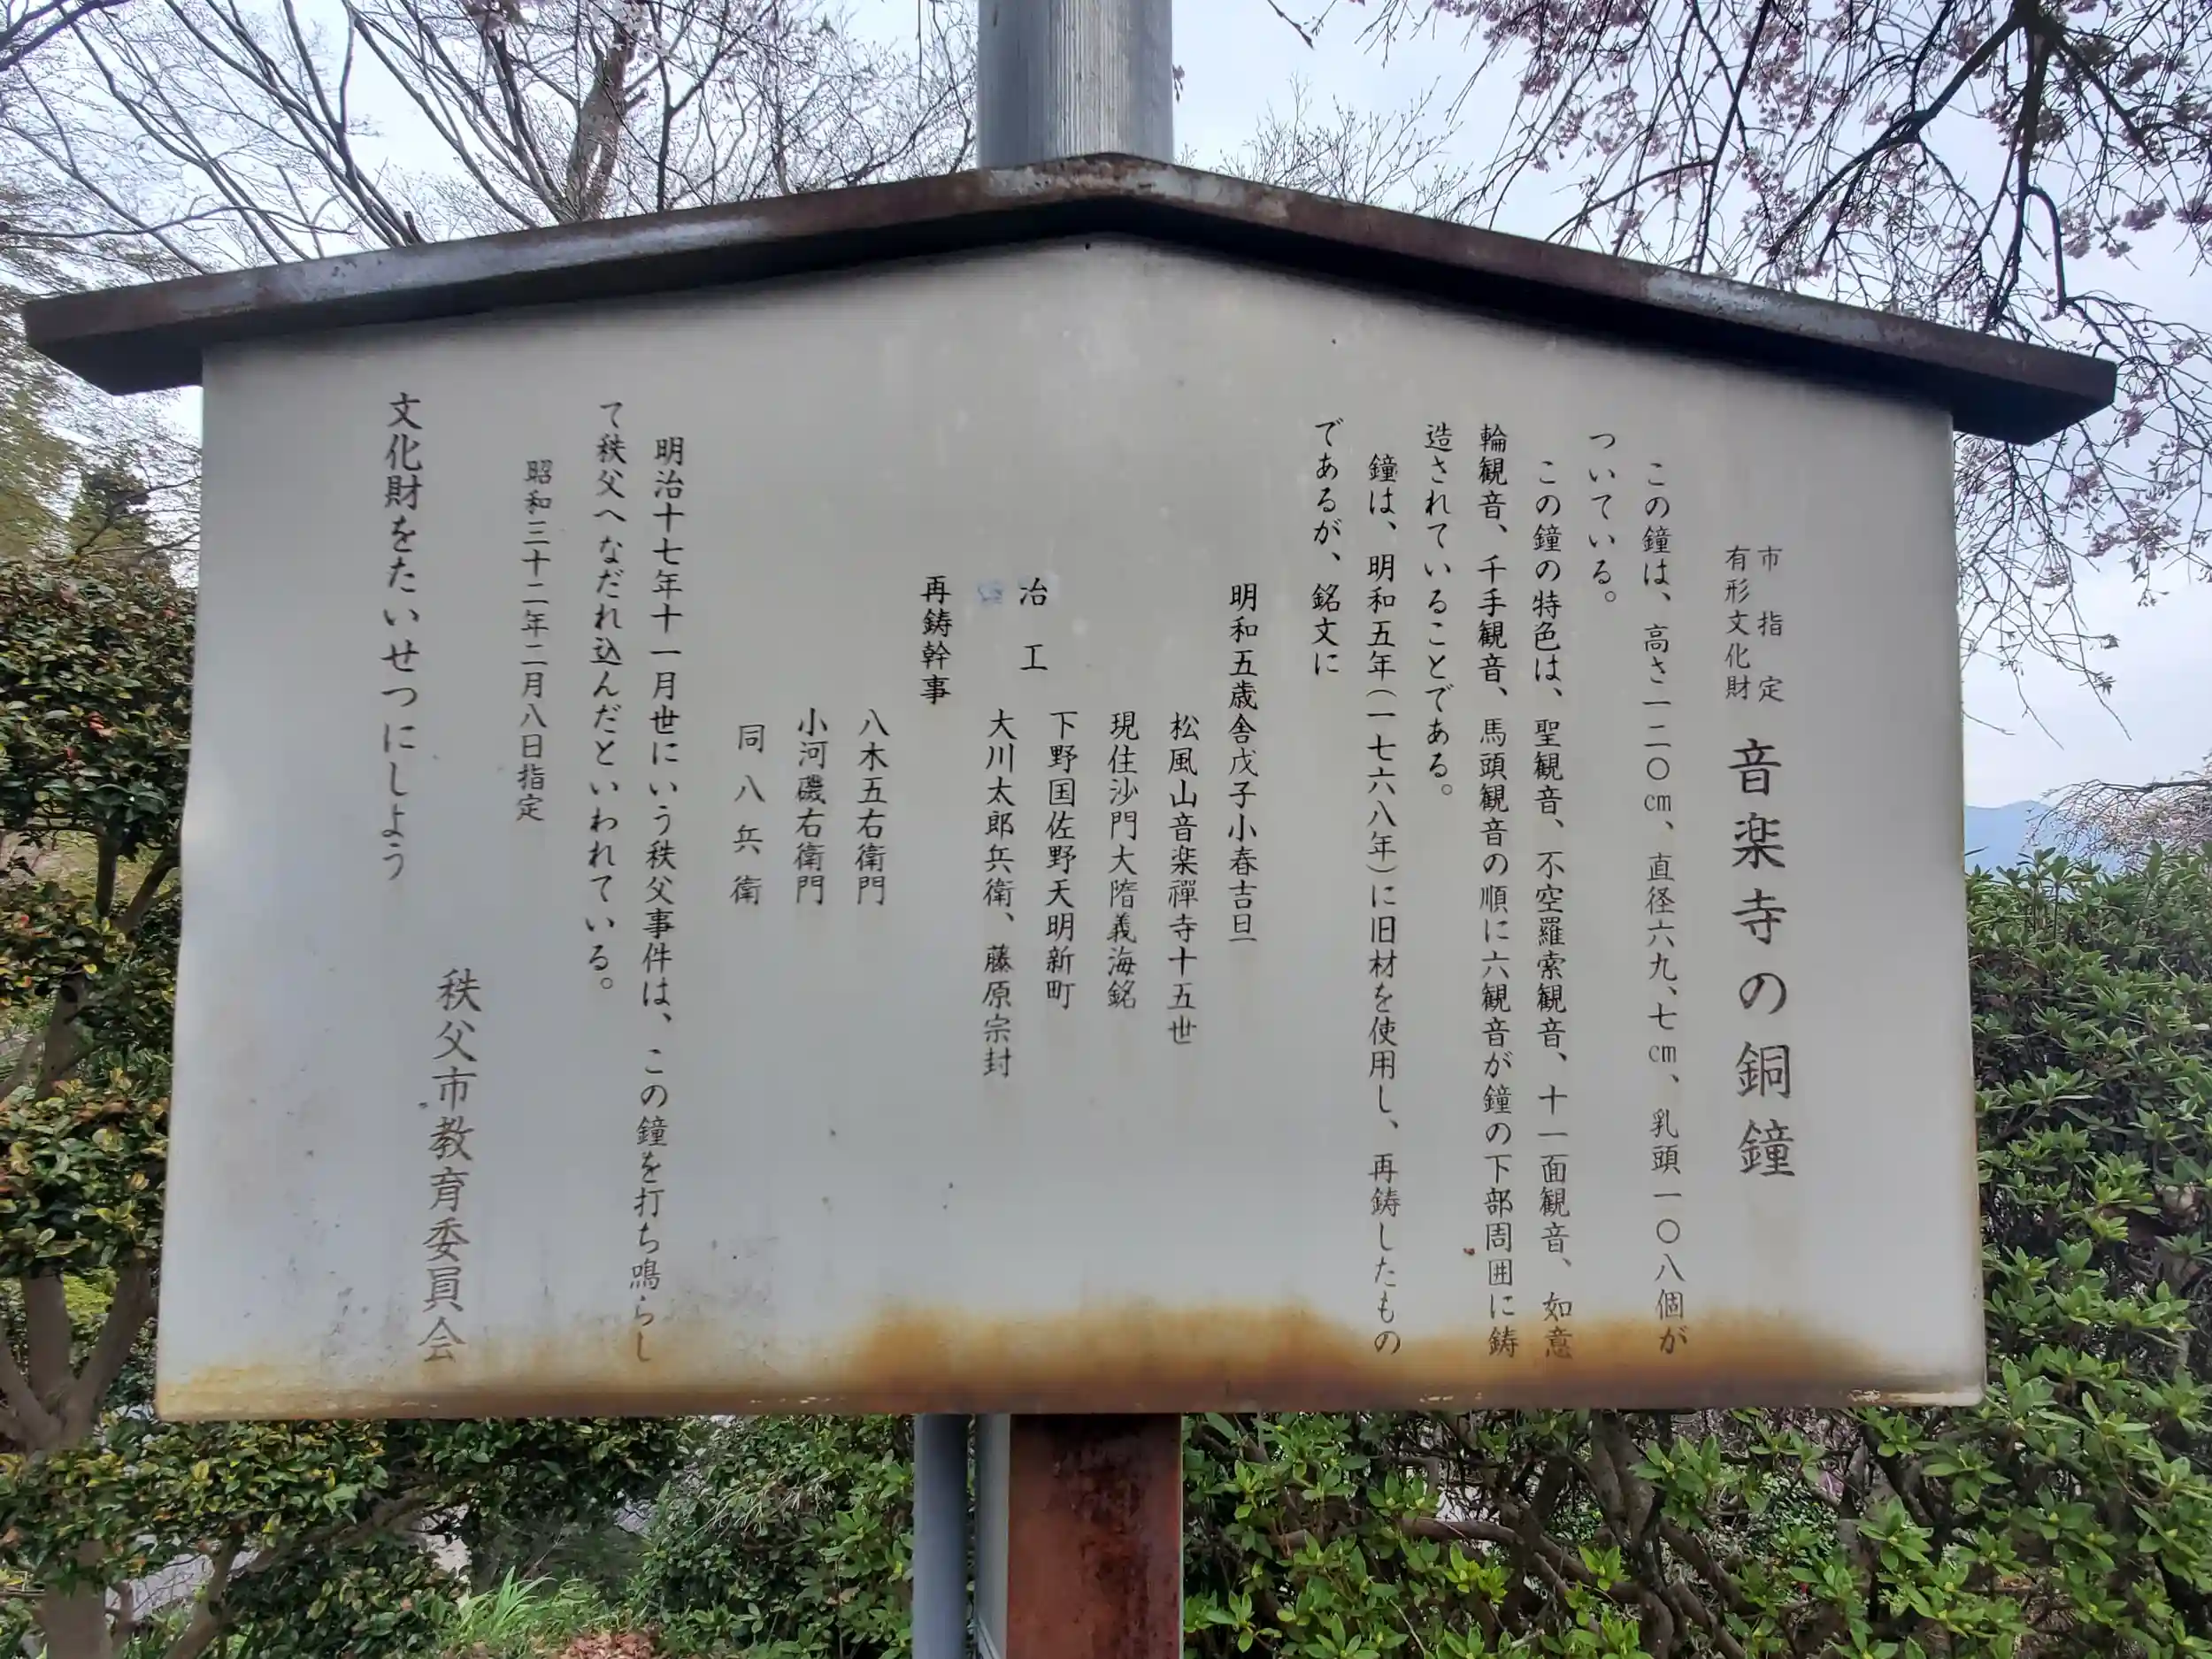 市指定
有形文化財
音楽寺の銅鐘
この鐘は、高さ一二〇cm、直径六九、七cm、乳頭一〇八個が
ついている。
この鐘の特色は、聖観音、不空羅索観音、十一面観音、如意
輪観音、千手観音、馬頭観音の順に六観音が鐘の下部周囲に鋳
造されていることである。
鐘は、明和五年(一七六八年)に旧材を使用し、再鋳したもの
であるが、銘文に
明和五歳舎戊子小春吉旦
松風山音楽禪寺十五世
現住沙門大隋義海銘
下野国佐野天明新町
治工
大川太郎兵衛、藤原宗封
再鋳幹事
八木五右衛門
小河磯右衛門
同八兵衛
明治十七年十一月世にいう秩父事件は、この鐘を打ち鳴らし
て秩父へなだれ込んだといわれている。
昭和三十二年二月八日指定
秩父市教育委員会
文化財をたいせつにしよう